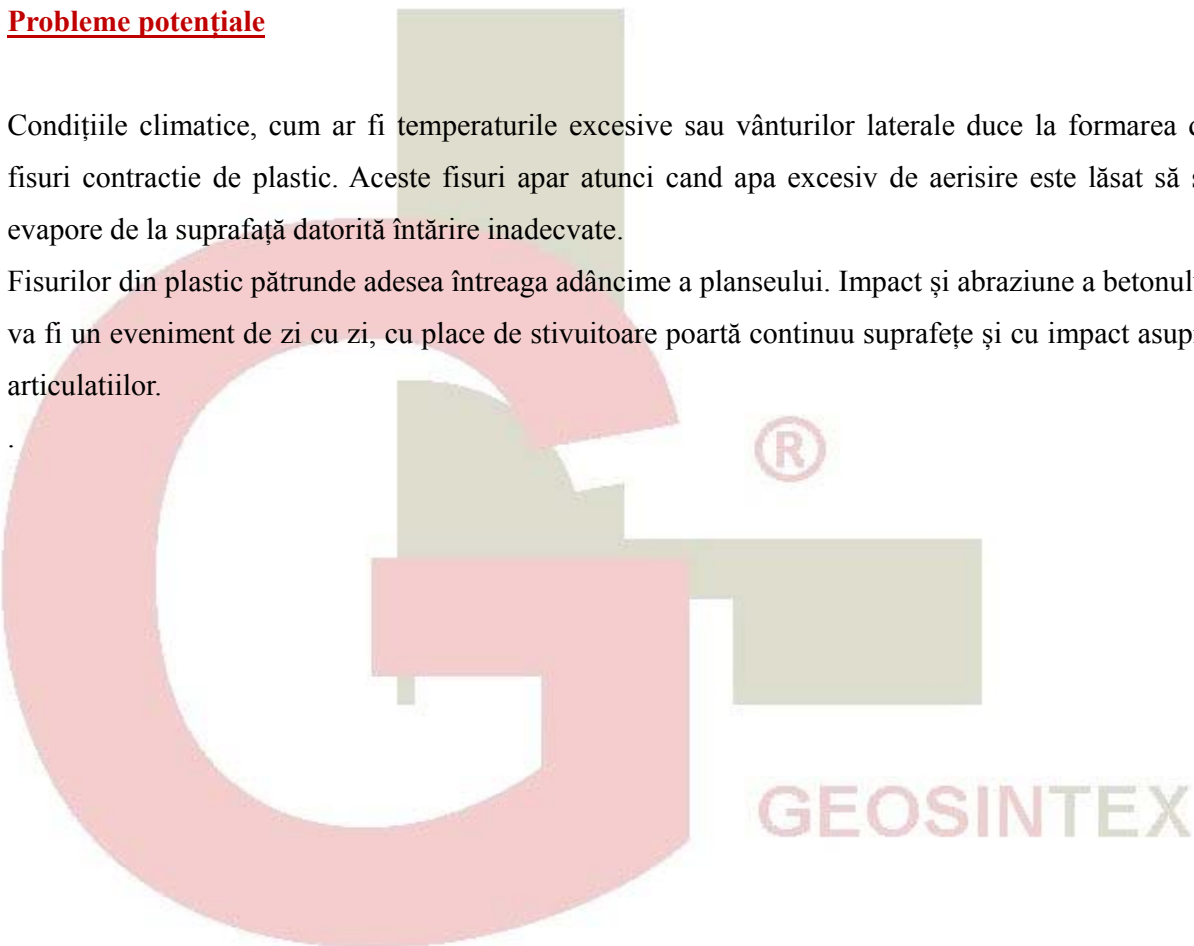 Probleme potențiale
Condițiile climatice, cum ar fi temperaturile excesive sau vânturilor laterale duce la formarea
fisuri contractie de plastic. Aceste fisuri apar atunci cand apa excesiv de aerisire este lăsat să
evapore de la suprafață datorită întărire inadecvate.
Fisurilor din plastic pătrunde adesea întreaga adâncime a planseului. Impact și abraziune a
va fi un eveniment de zi cu zi, cu place de stivuitoare poartă continuu suprafețe și cu impact
articulatiilor.
.
®
GEOSINTEX